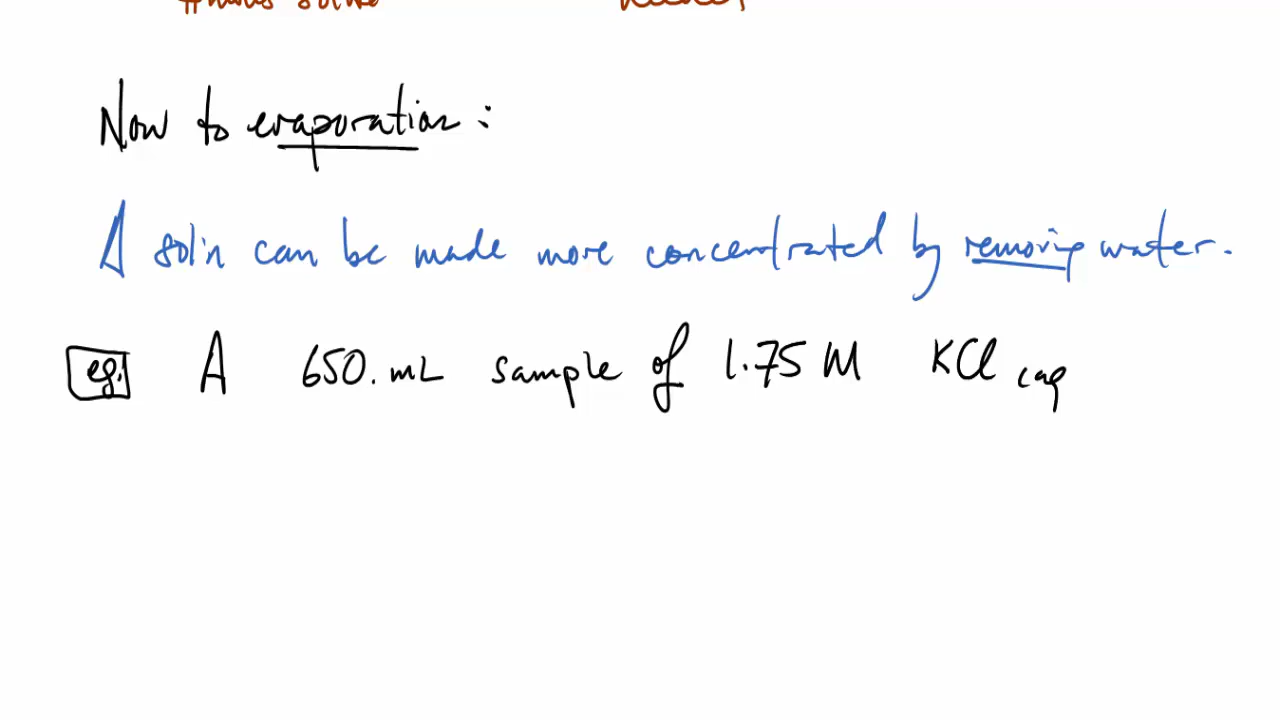 Now to evaporation:
A sol'n can be made more concentrated by removing water.
eg. A 650. mL sample of 1.75 M KCl (aq